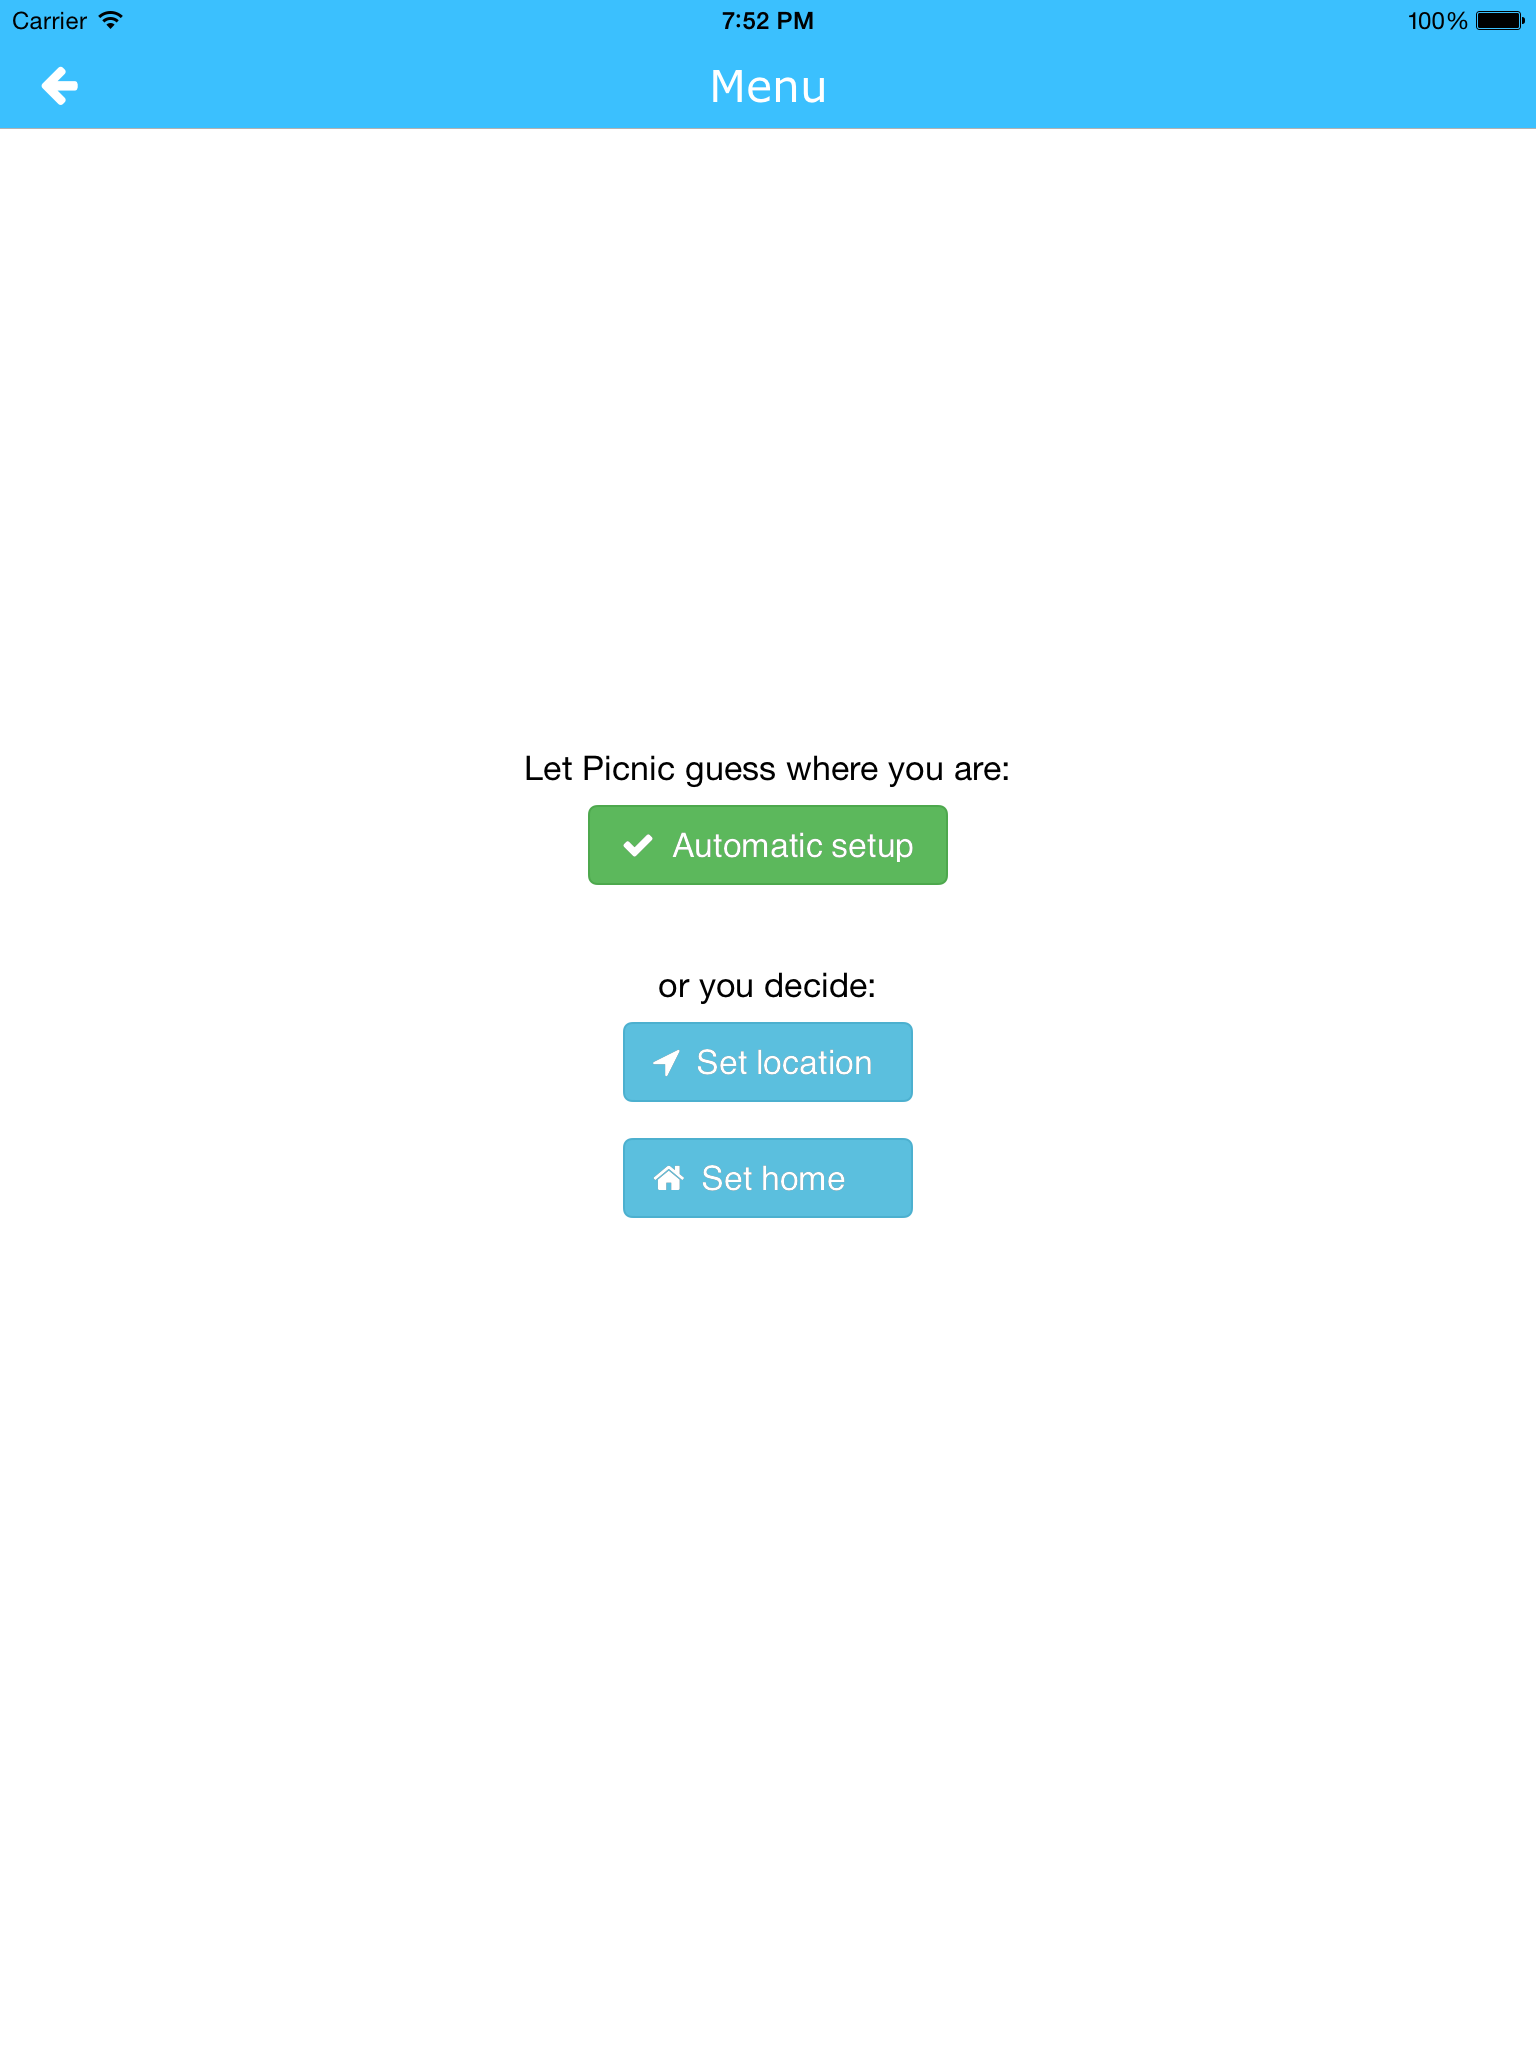 Carrier 7:52 PM 100%
Menu
Let Picnic guess where you are:
Automatic setup
or you decide:
Set location
Set home